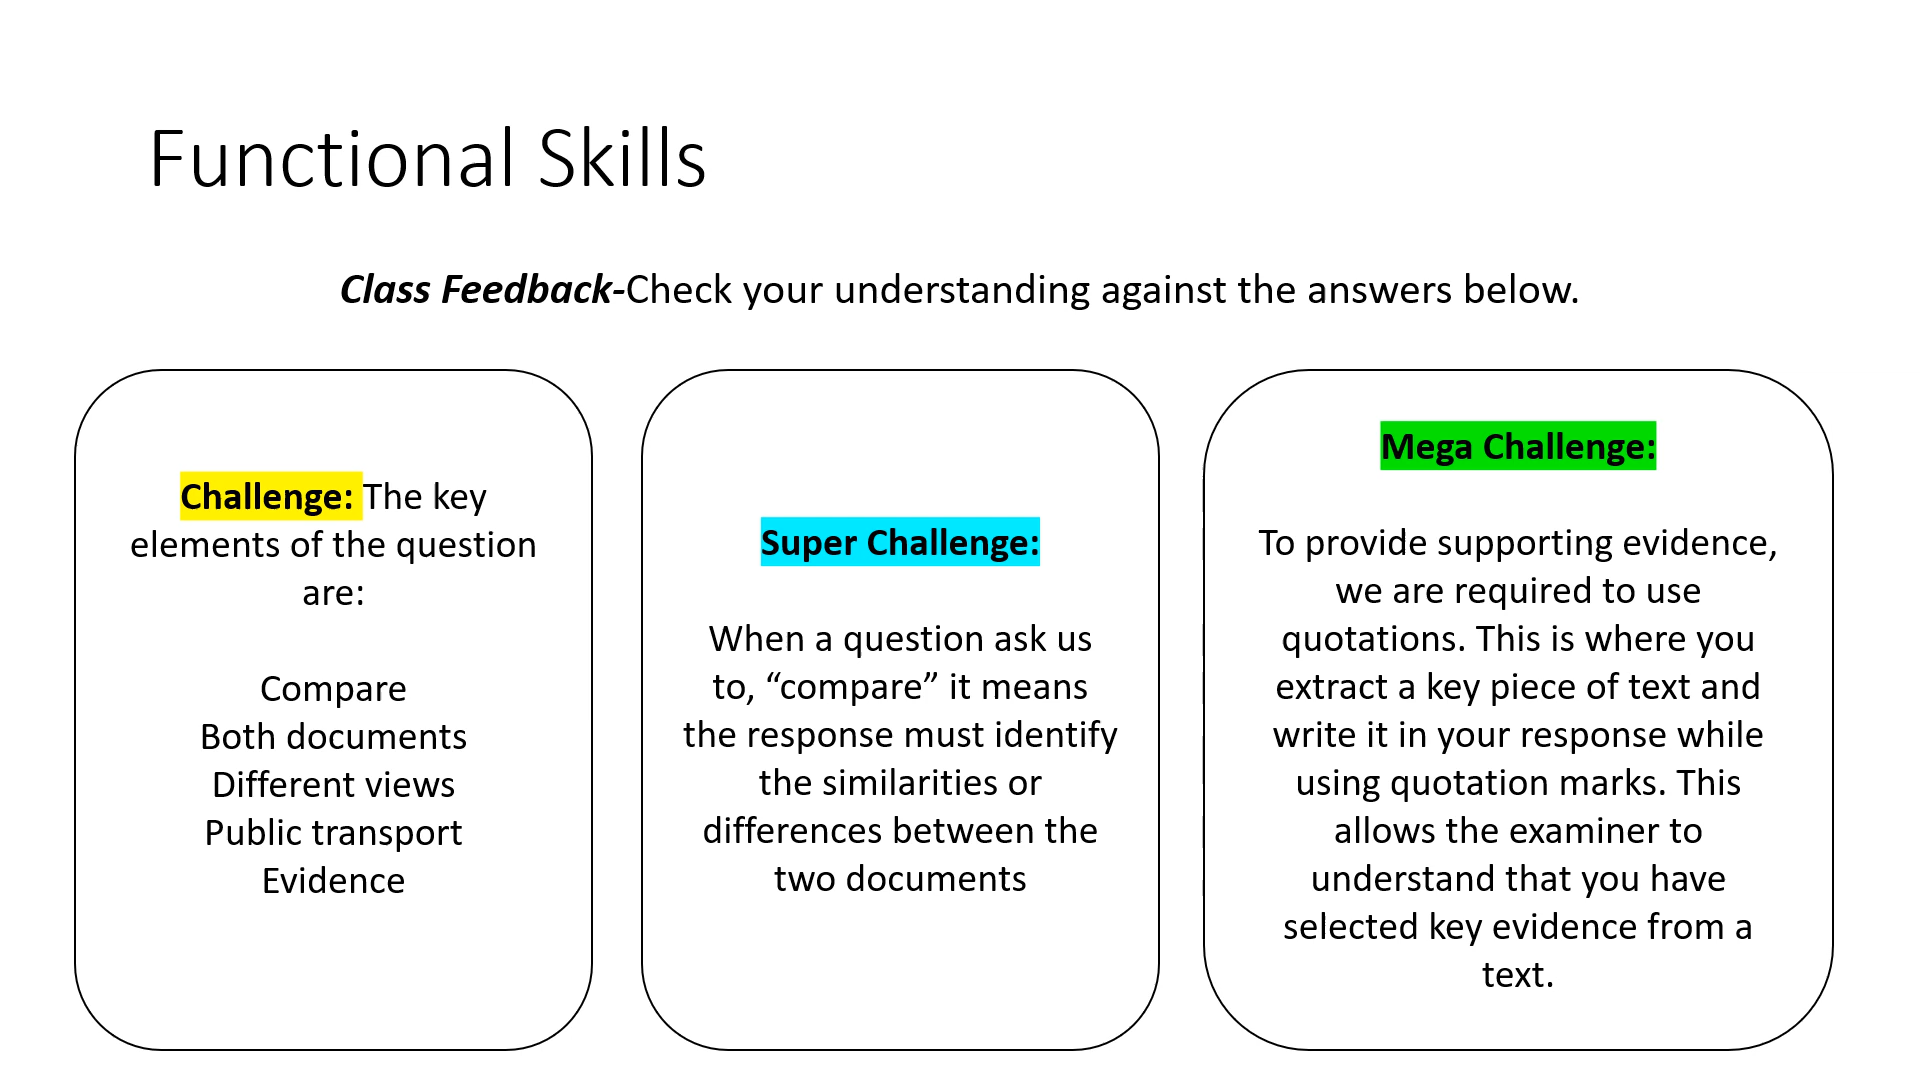 Functional Skills
Class Feedback-Check your understanding against the answers below.
Challenge: The key
elements of the question
are:
Compare
Both documents
Different views
Public transport
Evidence
Super Challenge:
When a question ask us
to, “compare” it means
the response must identify
the similarities or
differences between the
two documents
Mega Challenge:
To provide supporting evidence,
we are required to use
quotations. This is where you
extract a key piece of text and
write it in your response while
using quotation marks. This
allows the examiner to
understand that you have
selected key evidence from a
text.